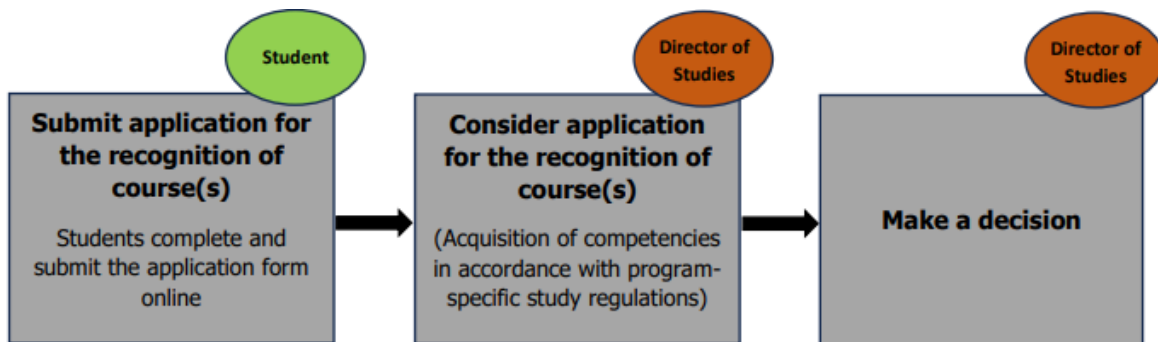 Student
Submit application for
the recognition of
course(s)
Students complete and
submit the application form
online
Director of
Studies
Consider application
for the recognition of
course(s)
(Acquisition of competencies
in accordance with program-
specific study regulations)
Director of
Studies
Make a decision